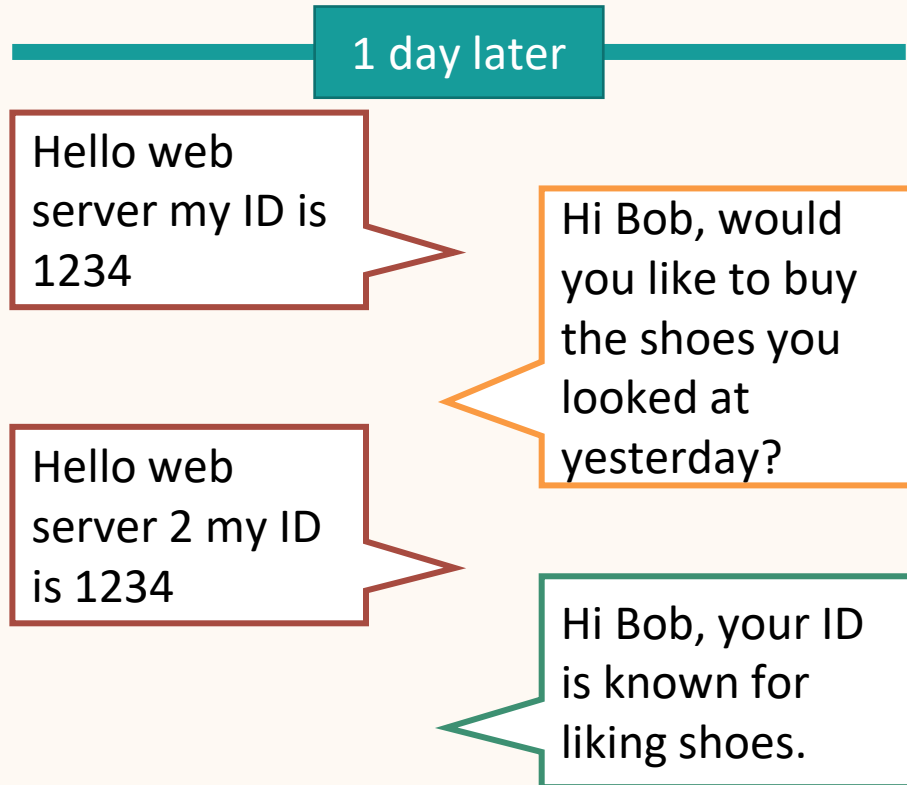 1 day later
Hello web
server my ID is
1234
Hi Bob, would
you like to buy
the shoes you
looked at
yesterday?
Hello web
server 2 my ID
is 1234
Hi Bob, your ID
is known for
liking shoes.